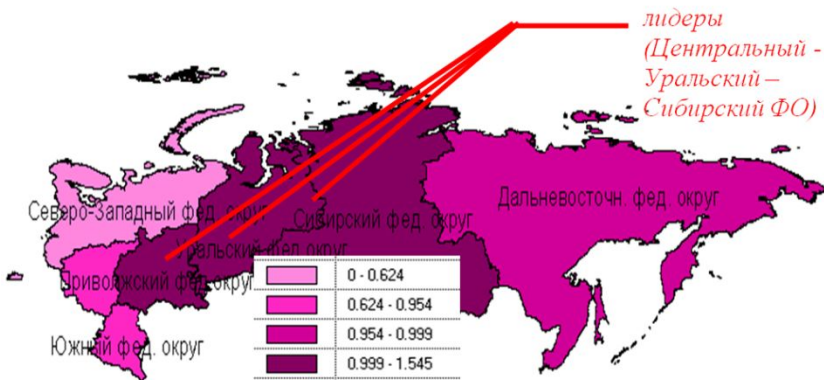 лидеры
(Центральный -
Уральский –
Сибирский ФО)
Дальневосточн. фед. округ
Северо-Западный фед. округ
Сибирский фед. округ
Уральский фед. округ
Приволжский фед. округ
Южный фед. округ
0 - 0.624
0.624 - 0.954
0.954 - 0.999
0.999 - 1.545